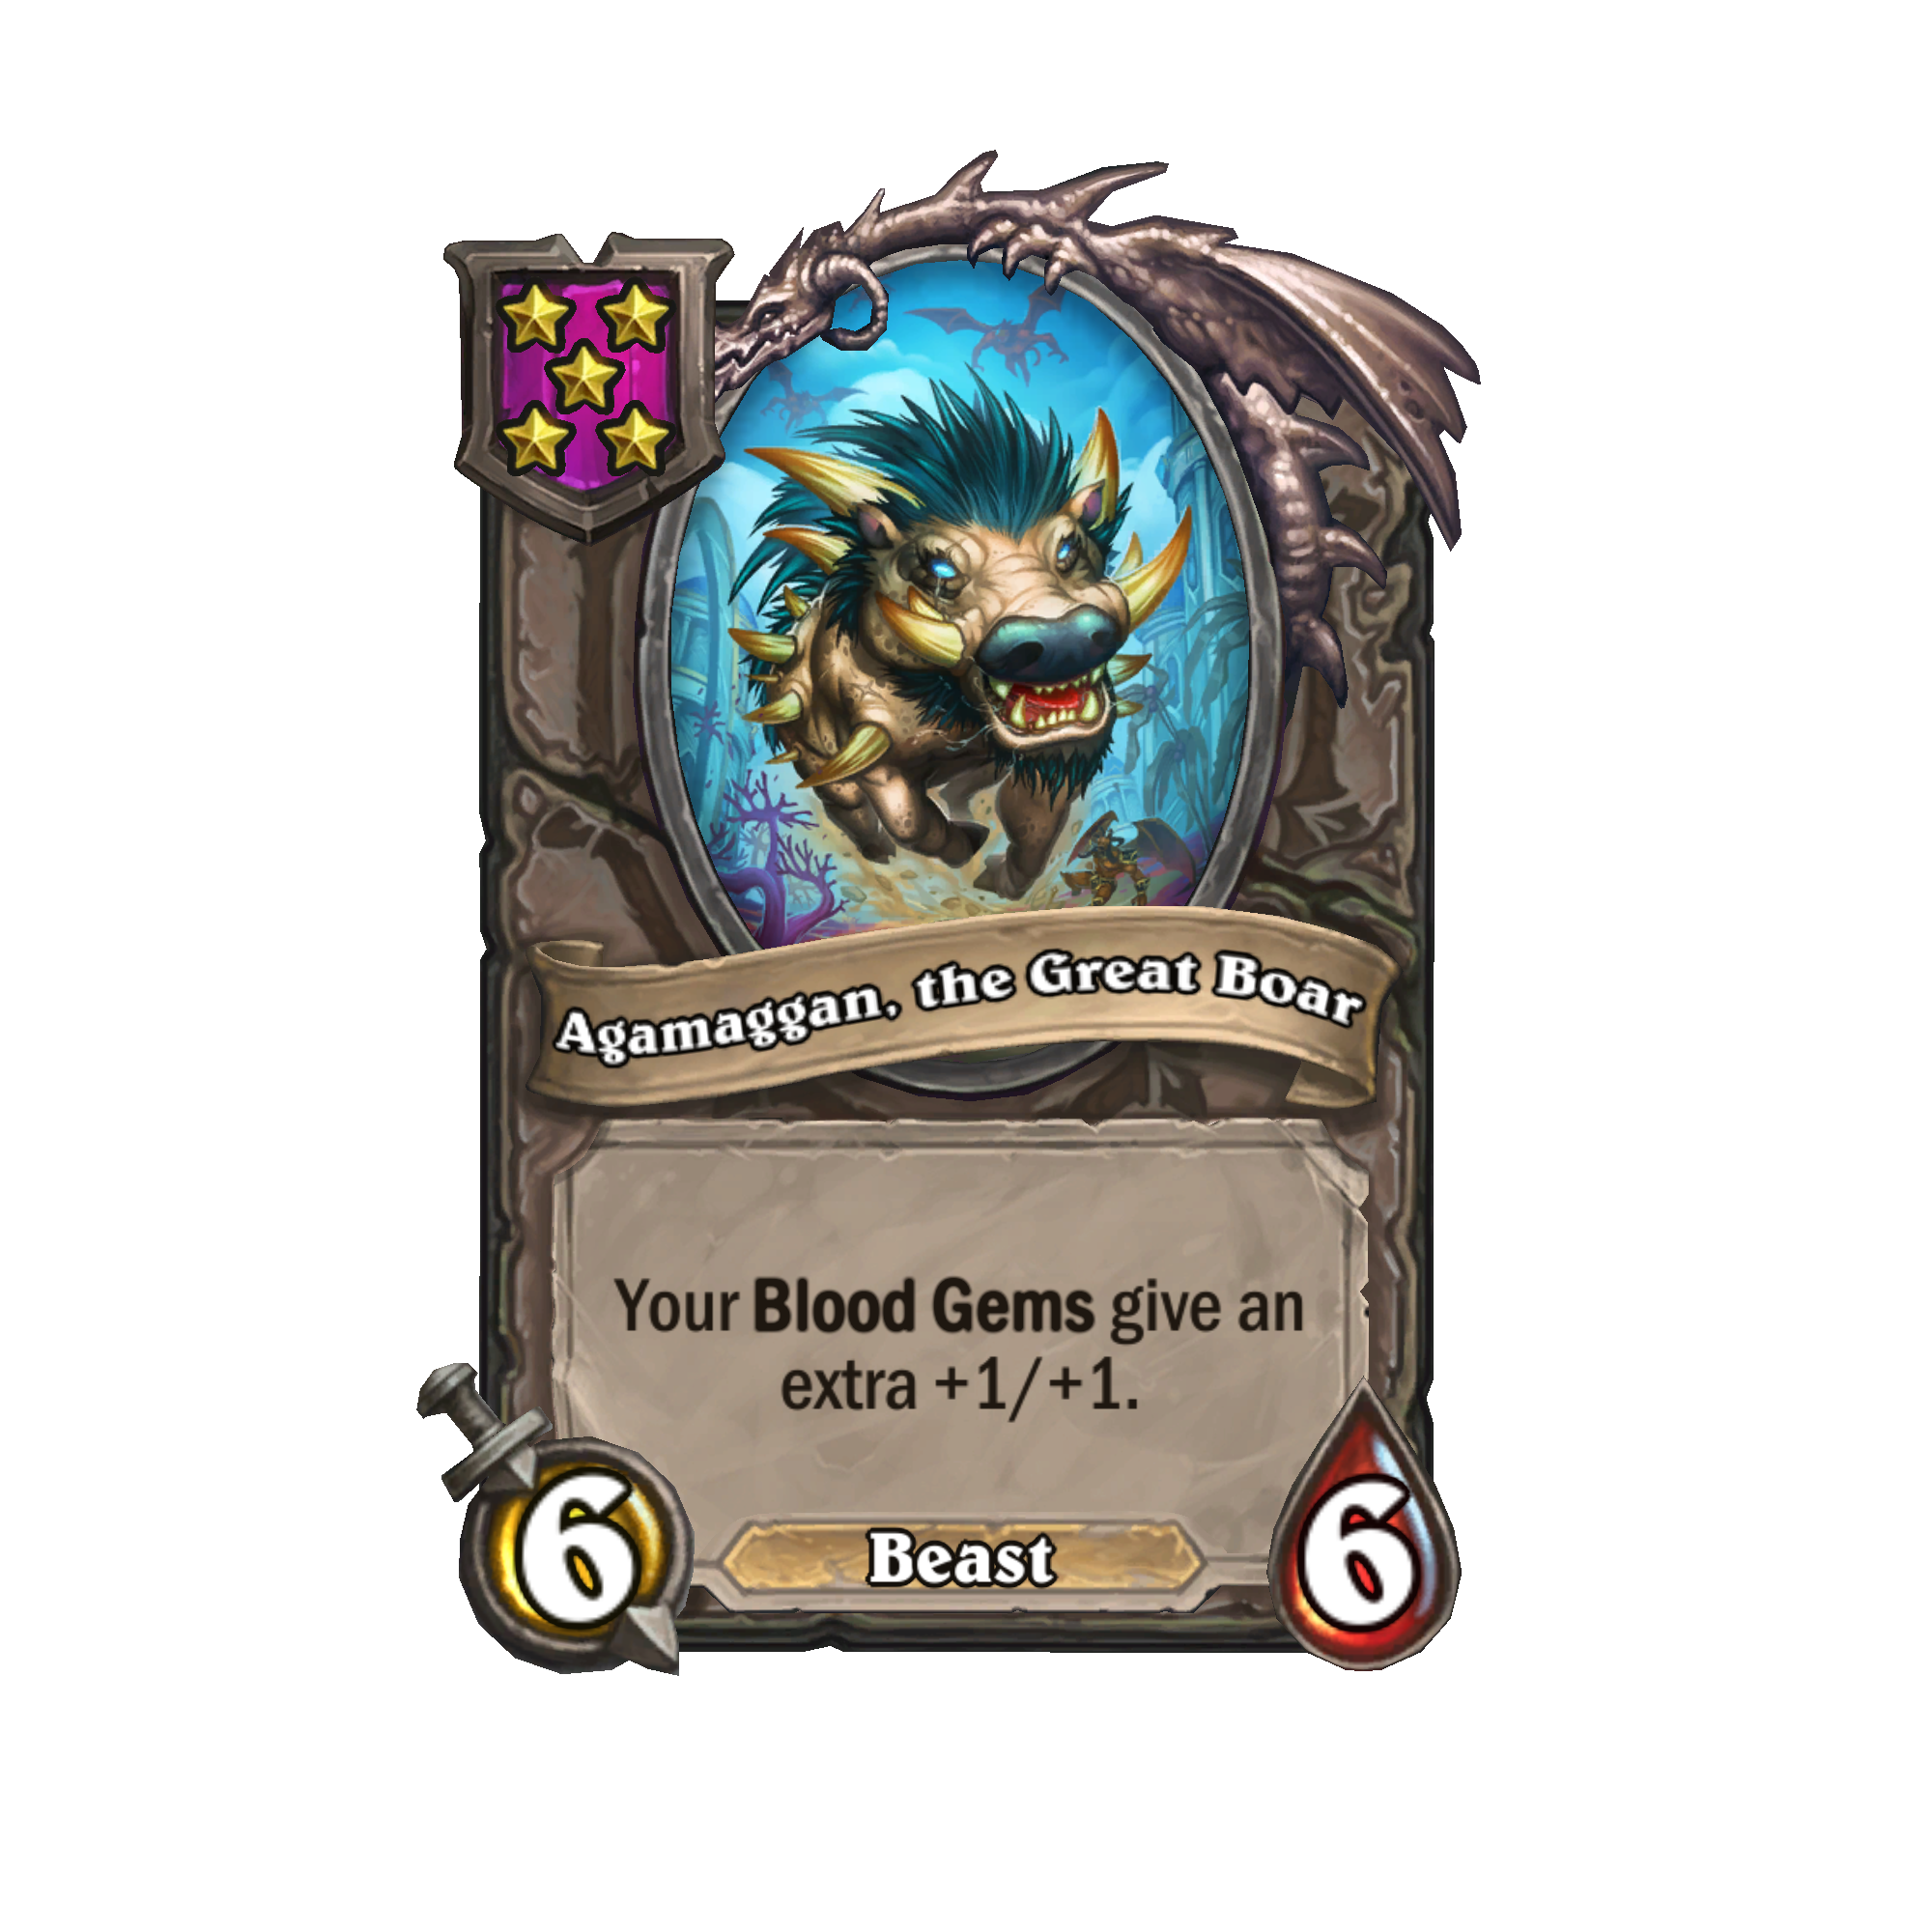 Agamaggan, the Great Boar
Your Blood Gems give an
extra +1/+1.
6
Beast
6